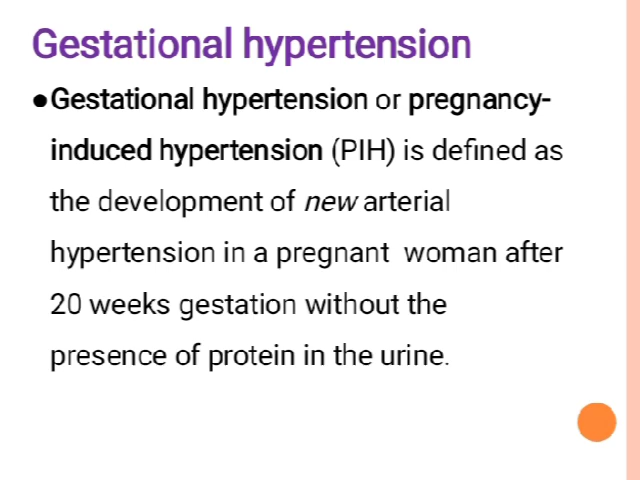 Gestational hypertension
●Gestational hypertension or pregnancy-
induced hypertension (PIH) is defined as
the development of new arterial
hypertension in a pregnant woman after
20 weeks gestation without the
presence of protein in the urine.